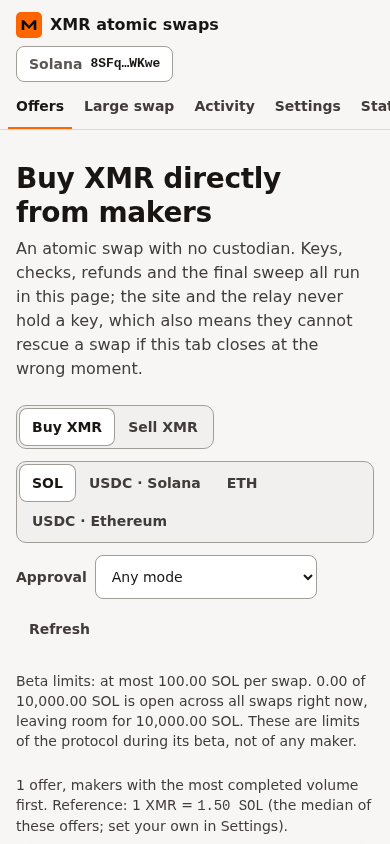 XMR atomic swaps
Solana 8SFq…WKwe
Offers Large swap Activity Settings
Buy XMR directly
from makers
An atomic swap with no custodian. Keys,
checks, refunds and the final sweep all run
in this page; the site and the relay never
hold a key, which also means they cannot
rescue a swap if this tab closes at the
wrong moment.
Buy XMR Sell XMR
SOL USDC · Solana ETH
USDC · Ethereum
Approval Any mode
Refresh
Beta limits: at most 100.00 SOL per swap. 0.00 of
10,000.00 SOL is open across all swaps right now,
leaving room for 10,000.00 SOL. These are limits
of the protocol during its beta, not of any maker.
1 offer, makers with the most completed volume
first. Reference: 1 XMR = 1.50 SOL (the median of
these offers; set your own in Settings).